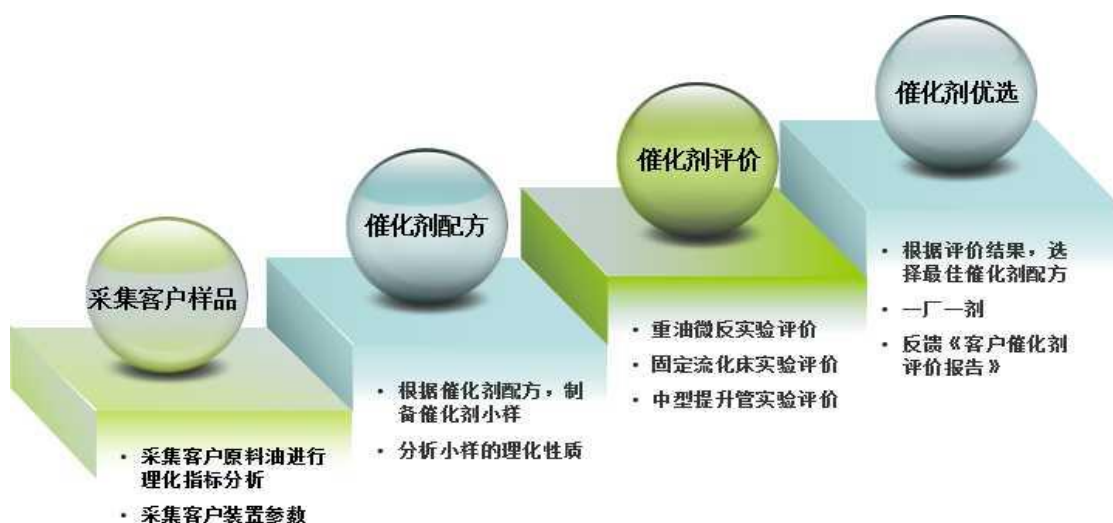 采集客户样品
· 采集客户原料油进行
理化指标分析
· 采集客户装置参数
催化剂配方
· 根据催化剂配方，制
备催化剂小样
· 分析小样的理化性质
催化剂评价
· 重油微反实验评价
· 固定流化床实验评价
· 中型提升管实验评价
催化剂优选
· 根据评价结果，选
择最佳催化剂配方
· 一厂一剂
· 反馈《客户催化剂
评价报告》